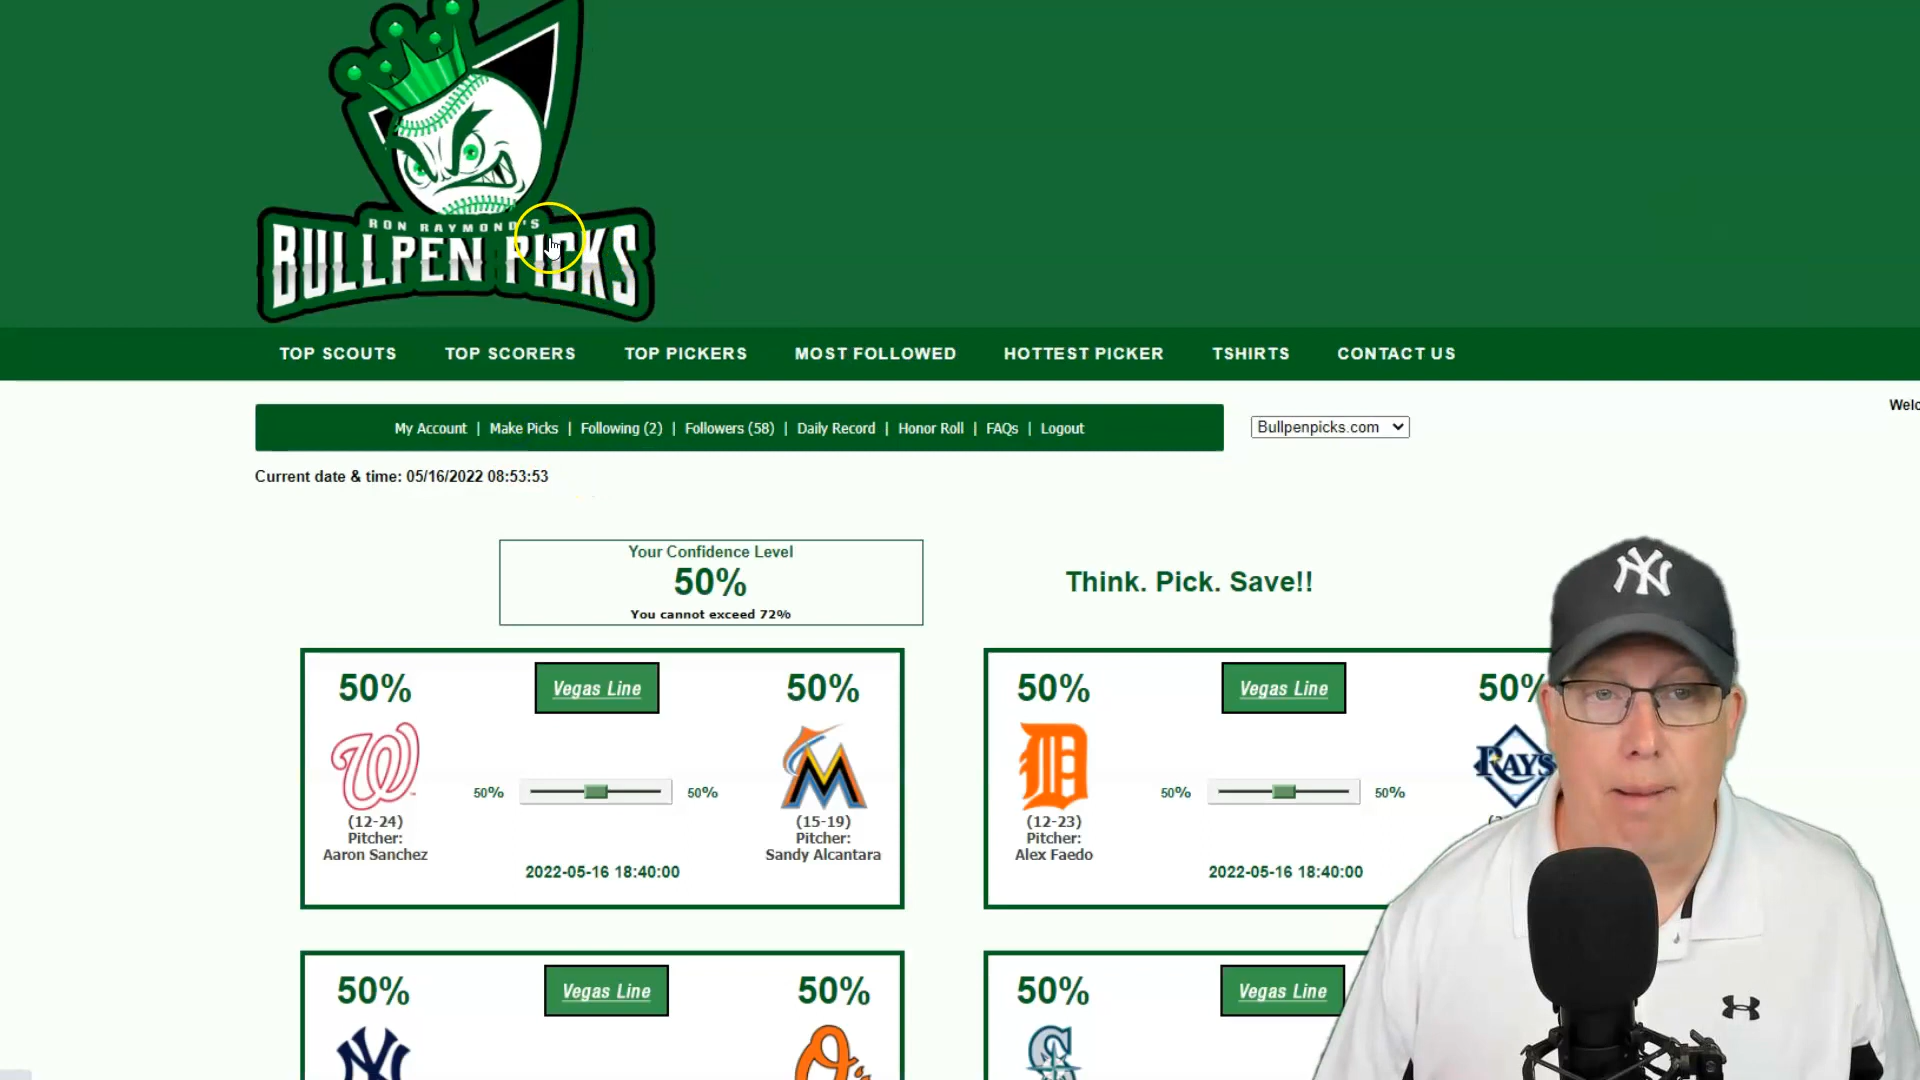 RON RAYMOND'S
BULLPEN PICKS
TOP SCOUTS TOP SCORERS TOP PICKERS MOST FOLLOWED HOTTEST PICKER TSHIRTS CONTACT US
My Account | Make Picks | Following (2) | Followers (58) | Daily Record | Honor Roll | FAQs | Logout
Bullpenpicks.com
Current date & time: 05/16/2022 08:53:53
Your Confidence Level
50%
You cannot exceed 72%
Think. Pick. Save!!
50% Vegas Line 50%
W M
50% 50%
(12-24) (15-19)
Pitcher: Pitcher:
Aaron Sanchez Sandy Alcantara
2022-05-16 18:40:00
50% Vegas Line 50%
D RAYS
50% 50%
(12-23)
Pitcher:
Alex Faedo
2022-05-16 18:40:00
50% Vegas Line 50%
NY
50% Vegas Line
S
NY